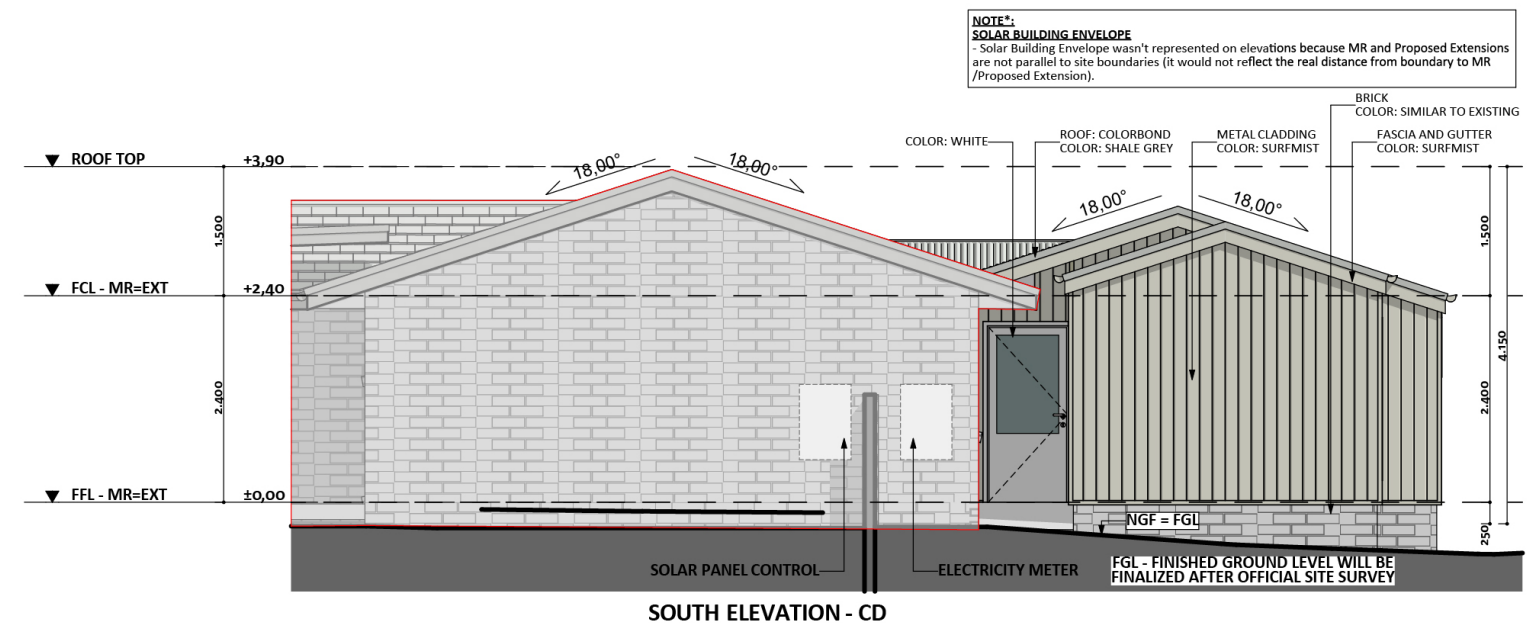 NOTE*:
SOLAR BUILDING ENVELOPE
- Solar Building Envelope wasn't represented on elevations because MR and Proposed Extensions
are not parallel to site boundaries (it would not reflect the real distance from boundary to MR
/Proposed Extension).
BRICK
COLOR: SIMILAR TO EXISTING
COLOR: WHITE
ROOF: COLORBOND
COLOR: SHALE GREY
METAL CLADDING
COLOR: SURFMIST
FASCIA AND GUTTER
COLOR: SURFMIST
ROOF TOP
+3,90
18,00°
18,00°
18,00°
18,00°
1.500
1.500
4.150
FCL - MR=EXT
+2,40
2.400
2.400
FFL - MR=EXT
±0,00
250
NGF = FGL
SOLAR PANEL CONTROL
ELECTRICITY METER
FGL - FINISHED GROUND LEVEL WILL BE
FINALIZED AFTER OFFICIAL SITE SURVEY
SOUTH ELEVATION - CD